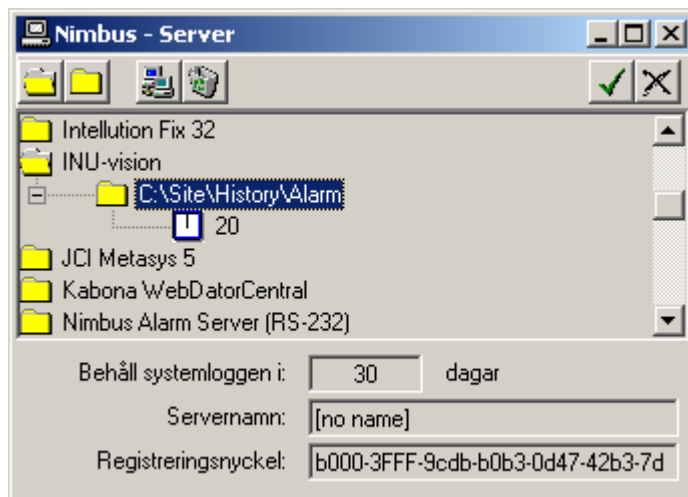 Nimbus - Server
Intellution Fix 32
INU-vision
C:\Site\History\Alarm
20
JCI Metasys 5
Kabona WebDatorCentral
Nimbus Alarm Server (RS-232)
Behåll systemloggen i: 30 dagar
Servernamn: [no name]
Registreringsnyckel: b000-3FFF-9cdb-b0b3-0d47-42b3-7d